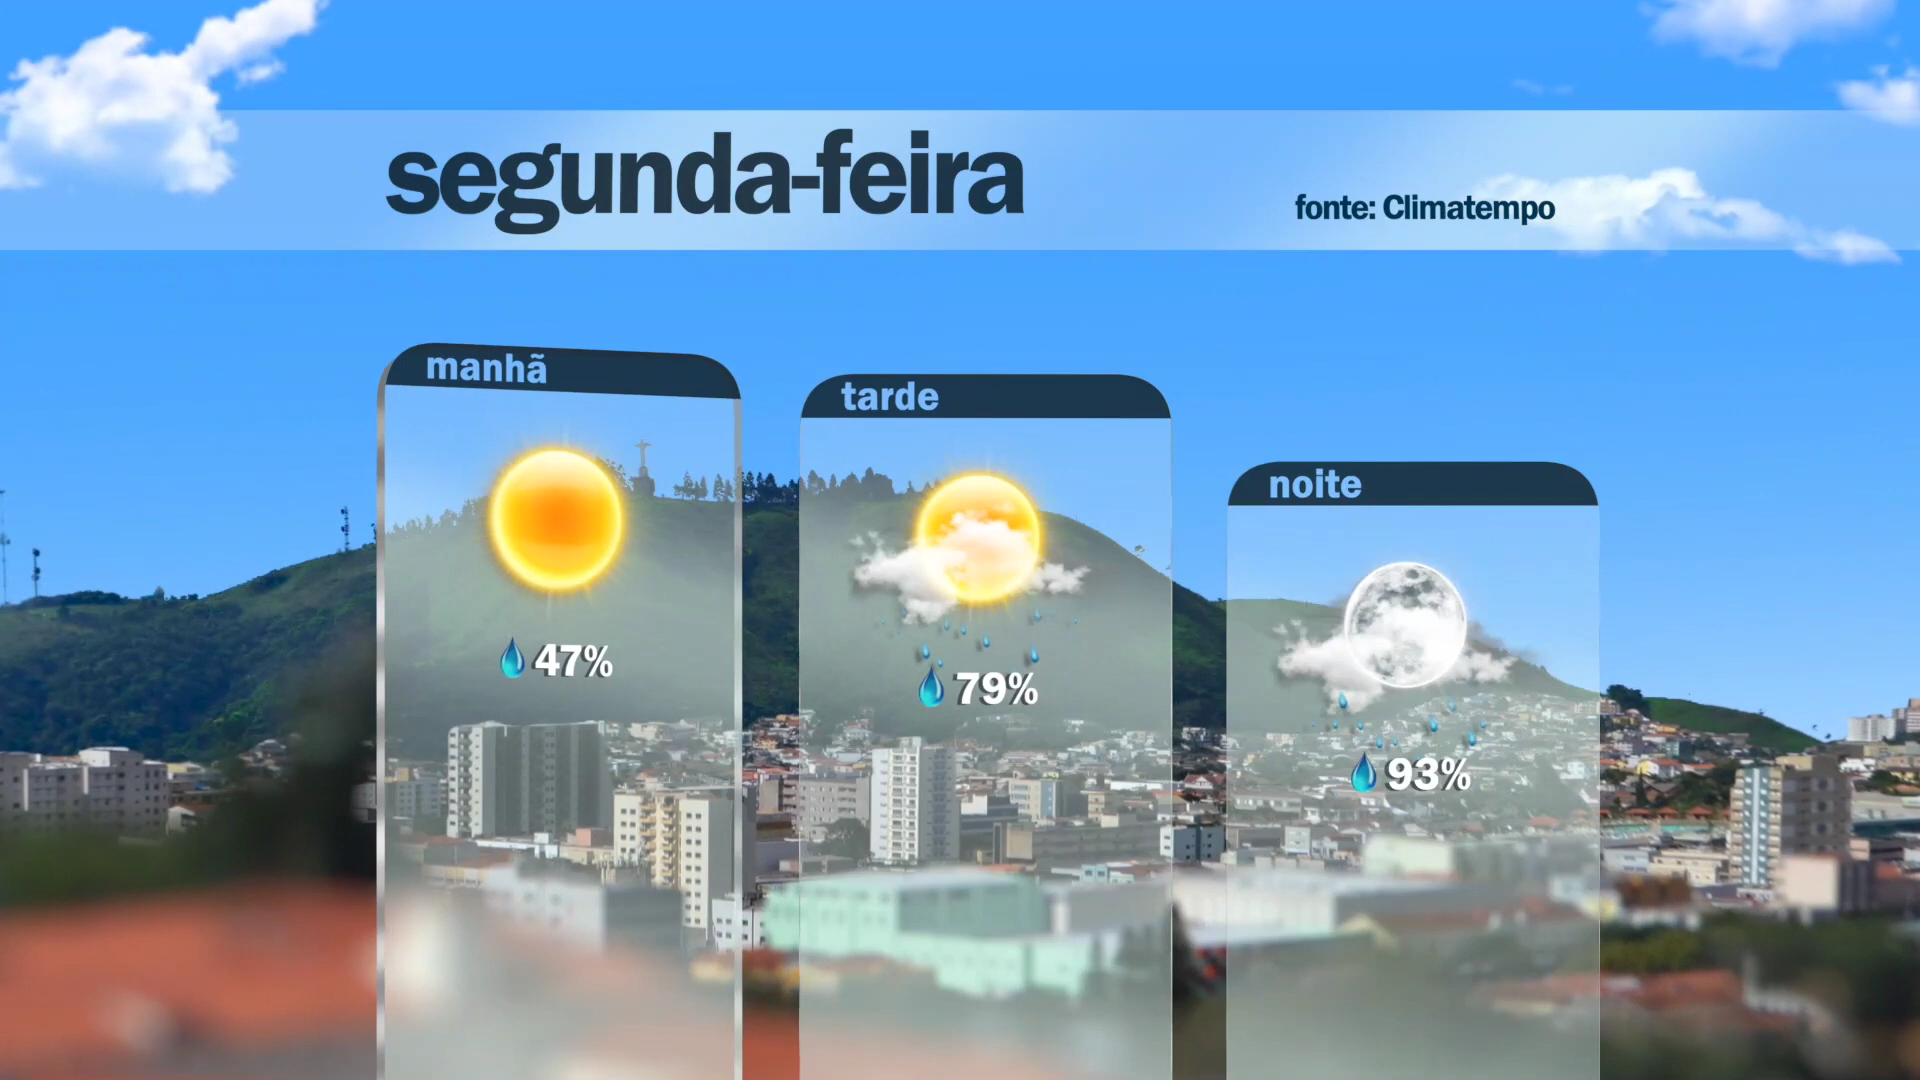 segunda-feira
fonte: Climatempo
manhã
47%
tarde
79%
noite
93%